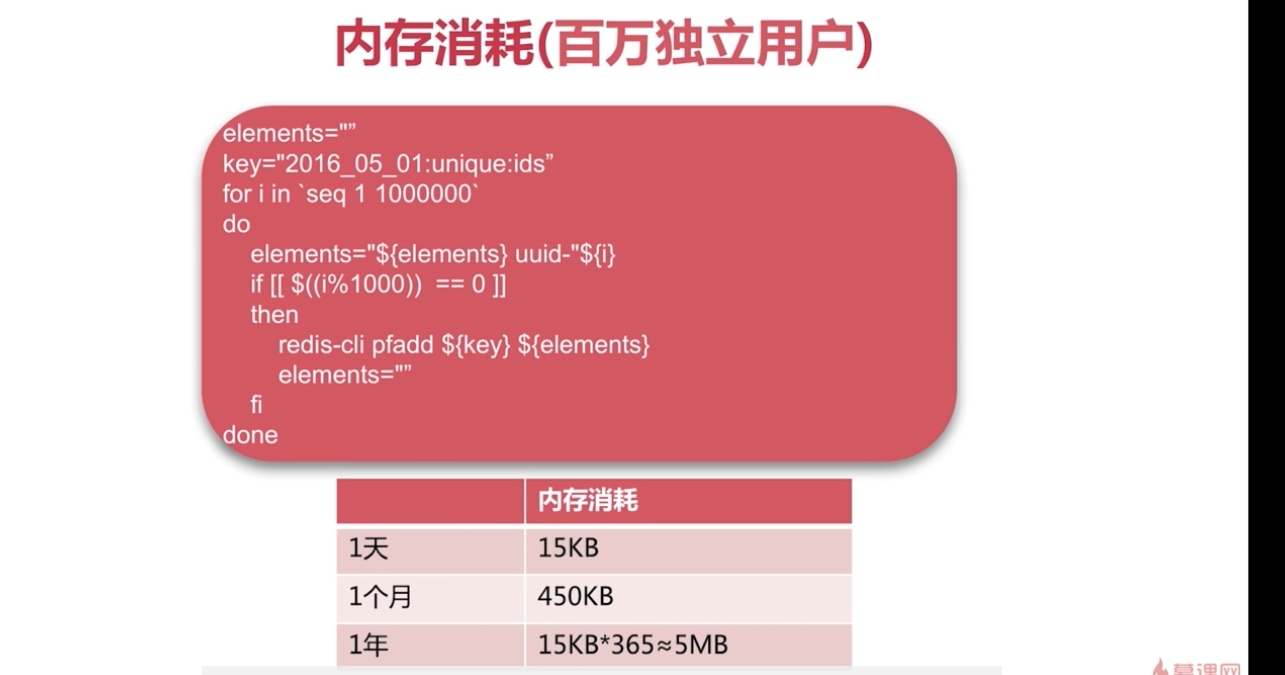 内存消耗(百万独立用户)
elements="”
key="2016_05_01:unique:ids”
for i in `seq 1 1000000`
do
elements="${elements} uuid-"${i}
if [[ $((i%1000))  == 0 ]]
then
redis-cli pfadd ${key} ${elements}
elements="”
fi
done
内存消耗
1天 15KB
1个月 450KB
1年 15KB*365≈5MB
慕课网